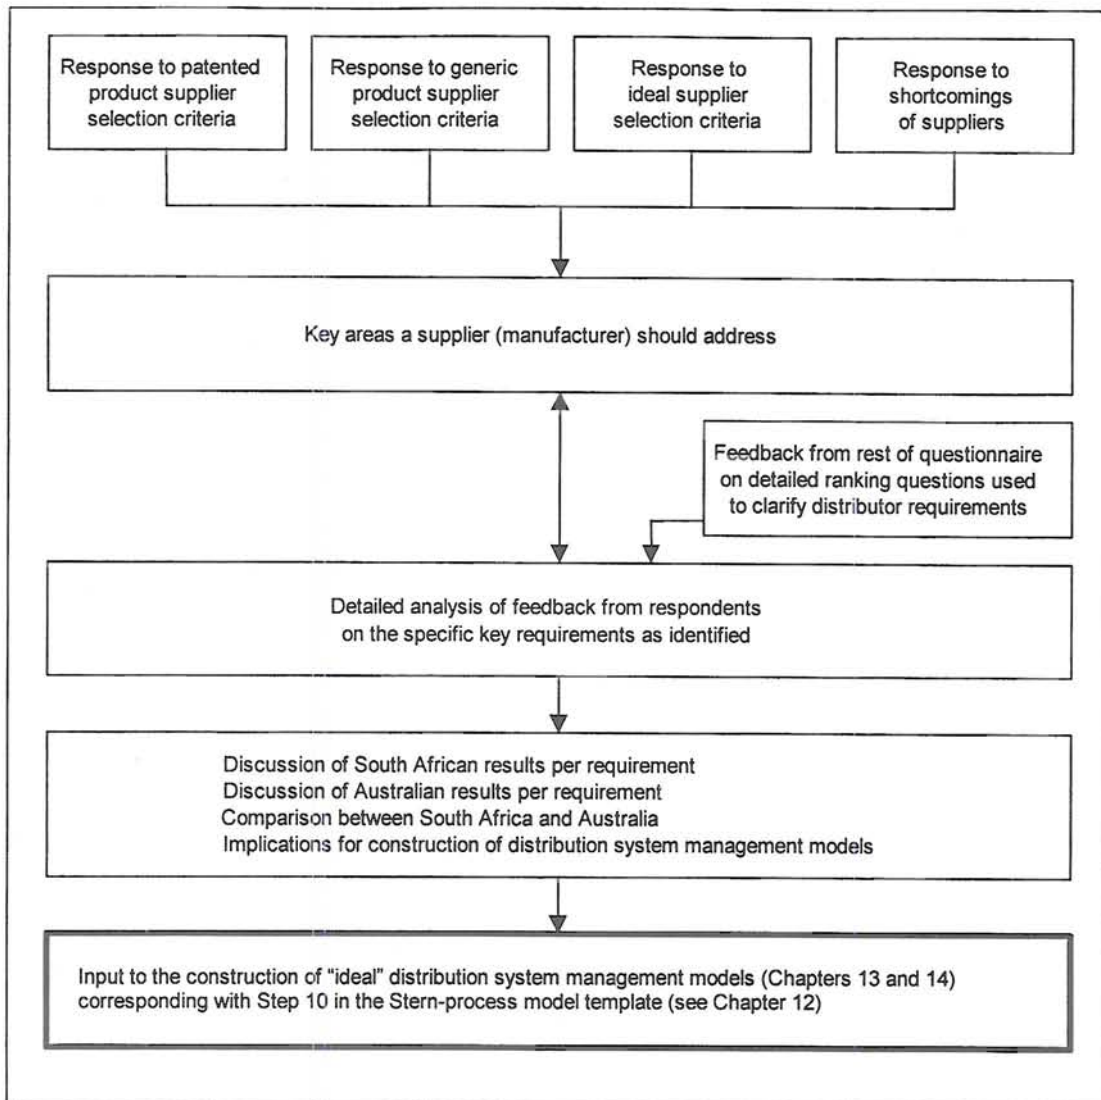 Response to patented
product supplier
selection criteria
Response to generic
product supplier
selection criteria
Response to
ideal supplier
selection criteria
Response to
shortcomings
of suppliers
Key areas a supplier (manufacturer) should address
Feedback from rest of questionnaire
on detailed ranking questions used
to clarify distributor requirements
Detailed analysis of feedback from respondents
on the specific key requirements as identified
Discussion of South African results per requirement
Discussion of Australian results per requirement
Comparison between South Africa and Australia
Implications for construction of distribution system management models
Input to the construction of “ideal” distribution system management models (Chapters 13 and 14)
corresponding with Step 10 in the Stern-process model template (see Chapter 12)